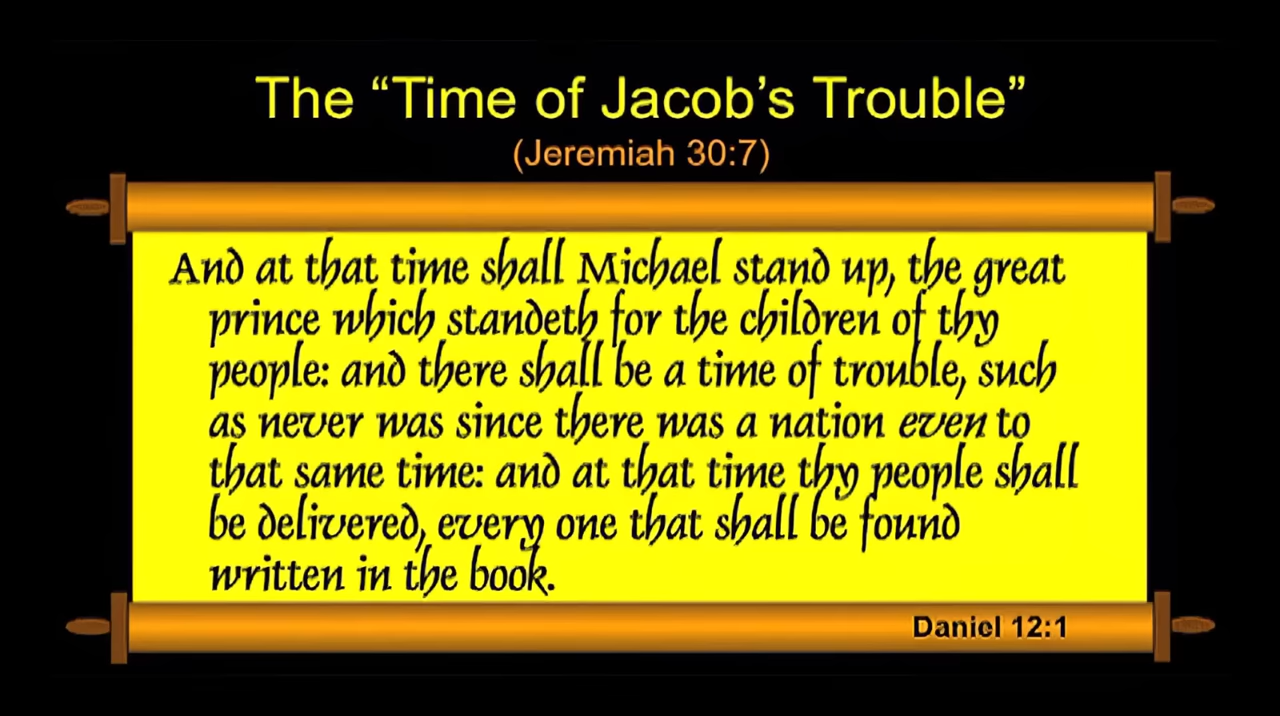 The “Time of Jacob’s Trouble”
(Jeremiah 30:7)
And at that time shall Michael stand up, the great
prince which standeth for the children of thy
people: and there shall be a time of trouble, such
as never was since there was a nation even to
that same time: and at that time thy people shall
be delivered, every one that shall be found
written in the book.
Daniel 12:1